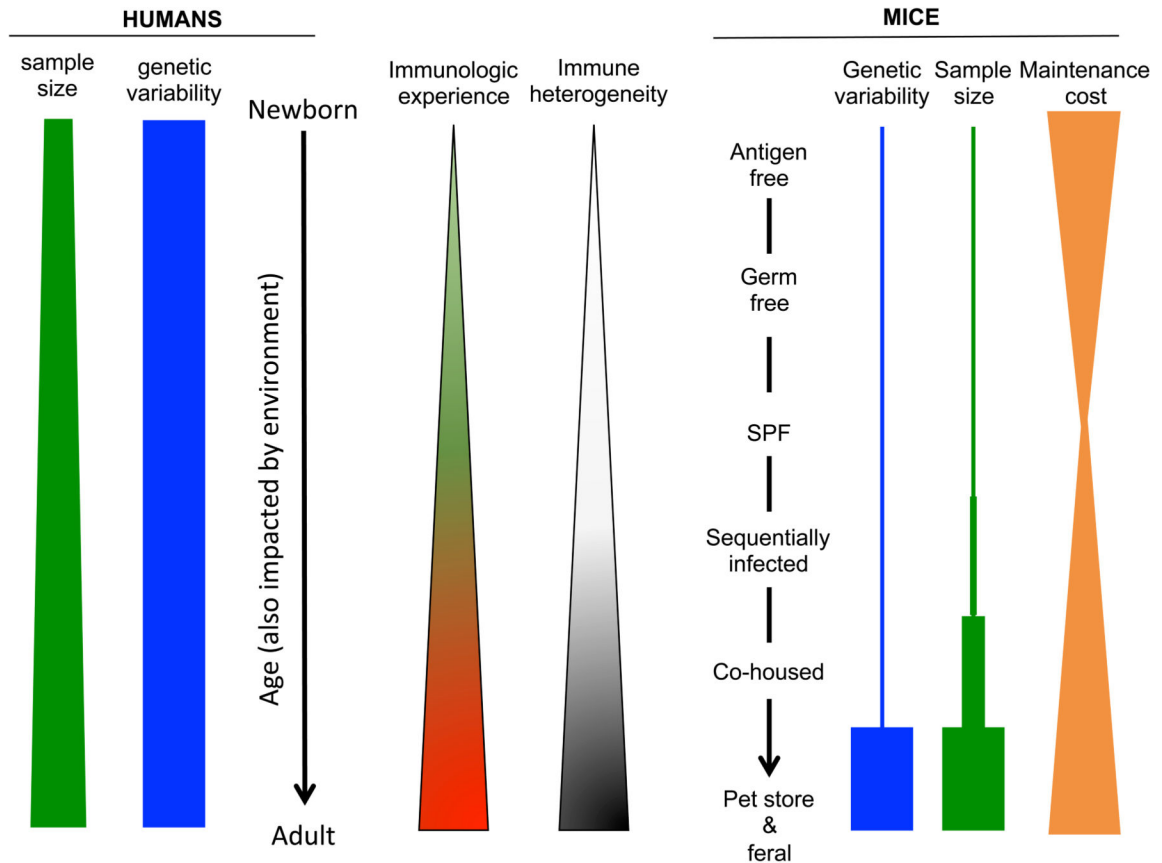 HUMANS
sample
size
genetic
variability
Newborn
Age (also impacted by environment)
Adult
Immunologic
experience
Immune
heterogeneity
MICE
Genetic
variability
Sample
size
Maintenance
cost
Antigen
free
Germ
free
SPF
Sequentially
infected
Co-housed
Pet store
&
feral